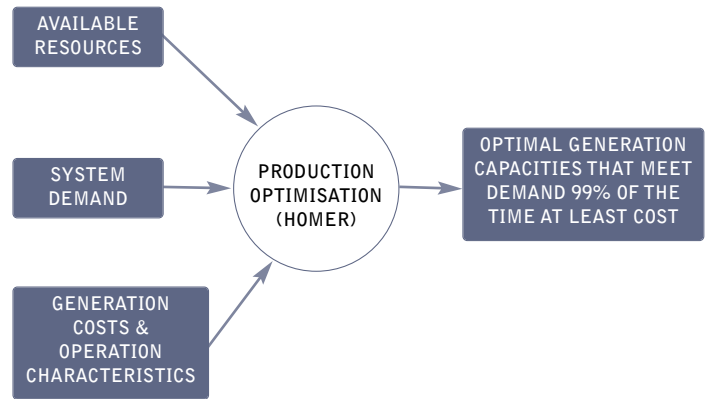 AVAILABLE
RESOURCES
SYSTEM
DEMAND
GENERATION
COSTS &
OPERATION
CHARACTERISTICS
PRODUCTION
OPTIMISATION
(HOMER)
OPTIMAL GENERATION
CAPACITIES THAT MEET
DEMAND 99% OF THE
TIME AT LEAST COST